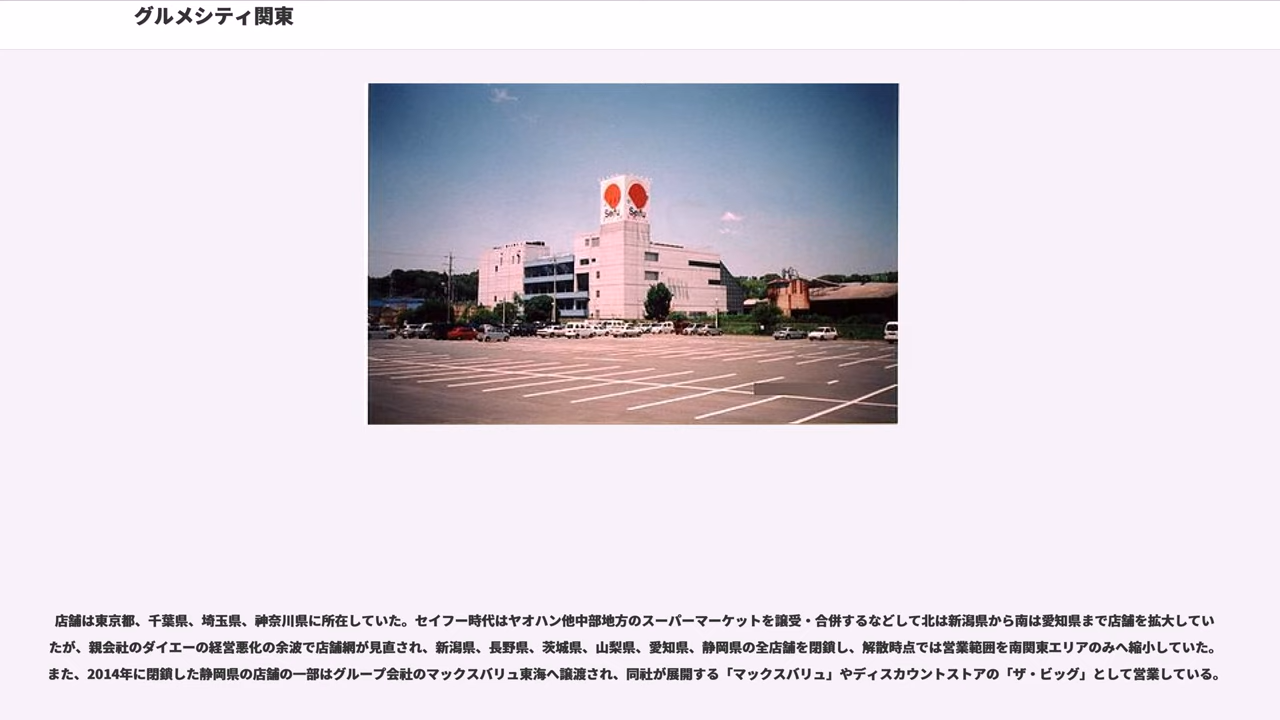 グルメシティ関東
Seifu Seifu
店舗は東京都、千葉県、埼玉県、神奈川県に所在していた。セイフー時代はヤオハン他中部地方のスーパーマーケットを譲受・合併するなどして北は新潟県から南は愛知県まで店舗を拡大してい
たが、親会社のダイエーの経営悪化の余波で店舗網が見直され、新潟県、長野県、茨城県、山梨県、愛知県、静岡県の全店舗を閉鎖し、解散時点では営業範囲を南関東エリアのみへ縮小していた。
また、2014年に閉鎖した静岡県の店舗の一部はグループ会社のマックスバリュ東海へ譲渡され、同社が展開する「マックスバリュ」やディスカウントストアの「ザ・ビッグ」として営業している。